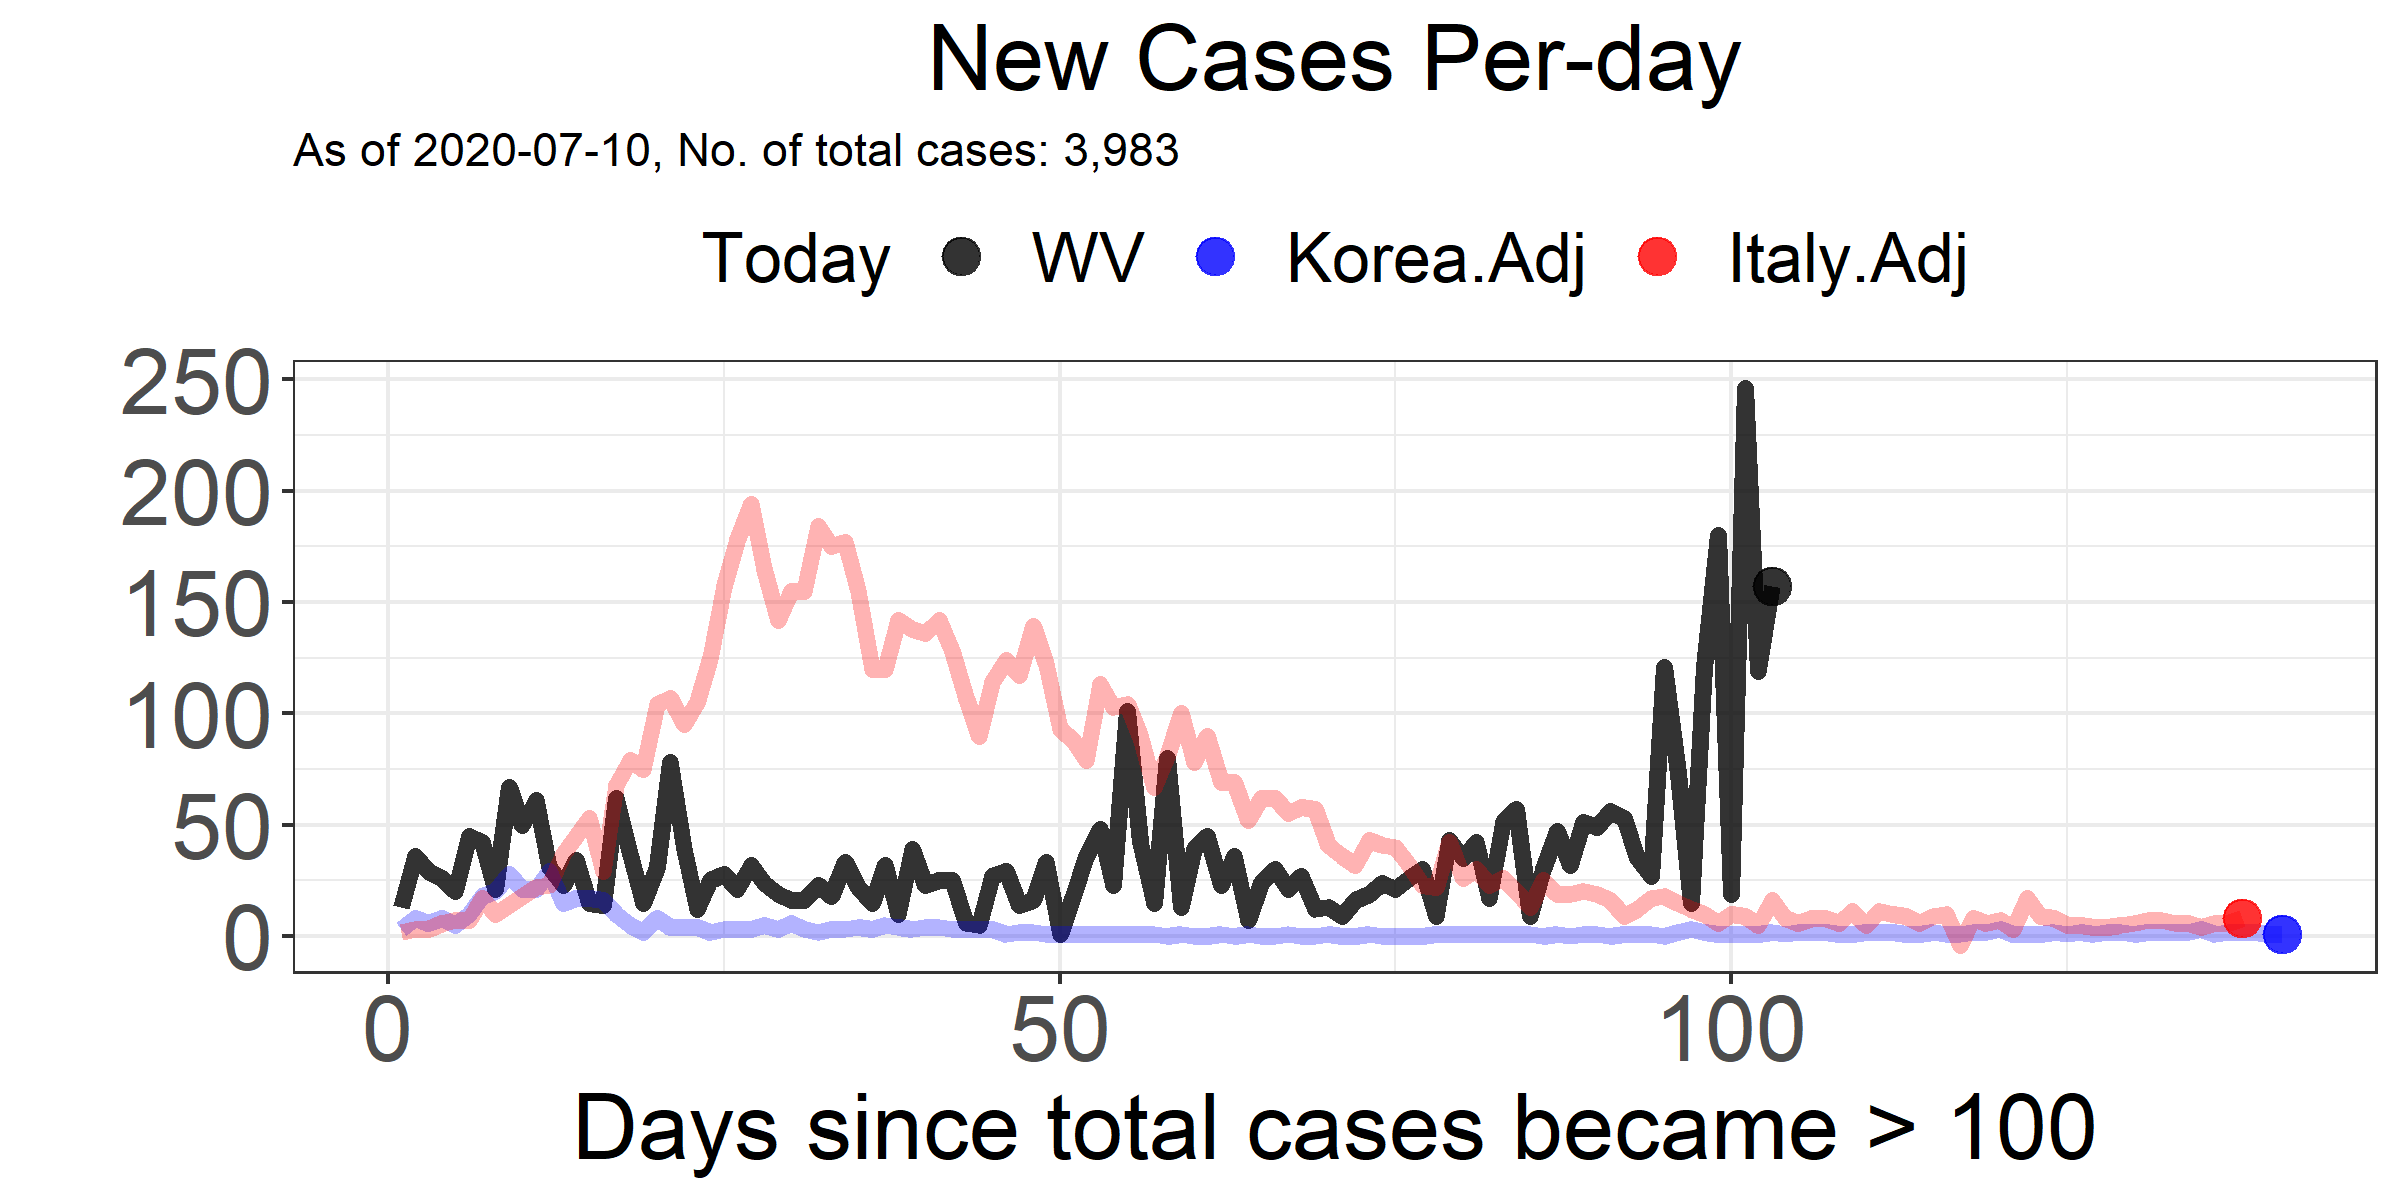 New Cases Per-day
As of 2020-07-10, No. of total cases: 3,983
Today WV Korea.Adj Italy.Adj
250
200
150
100
50
0
0 50 100
Days since total cases became > 100